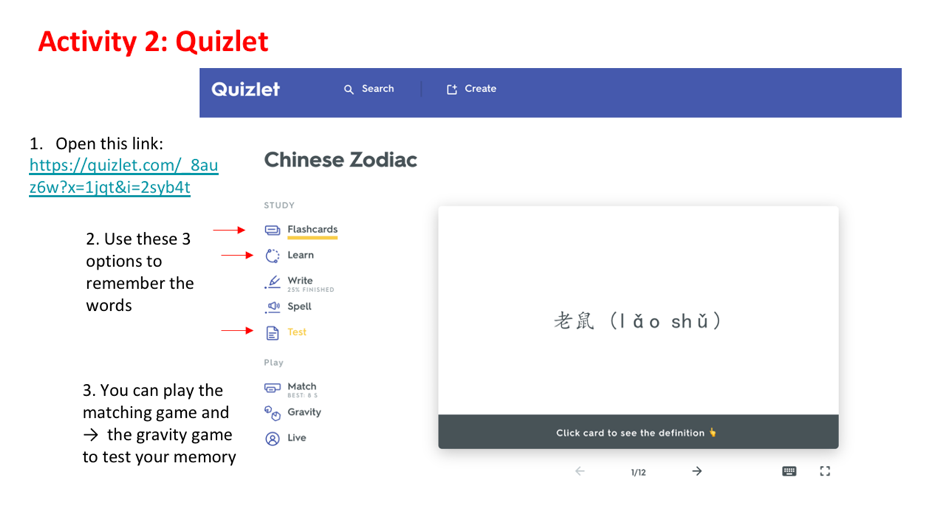 Activity 2: Quizlet
Quizlet
Search
Create
1. Open this link:
https://quizlet.com/_8au
z6w?x=1jqt&i=2syb4t
2. Use these 3
options to
remember the
words
3. You can play the
matching game and
→ the gravity game
to test your memory
Chinese Zodiac
STUDY
Flashcards
Learn
Write
25% FINISHED
Spell
Test
Play
Match
BEST: 8 S
Gravity
Live
老鼠（lǎo shǔ）
Click card to see the definition 👆
1/12